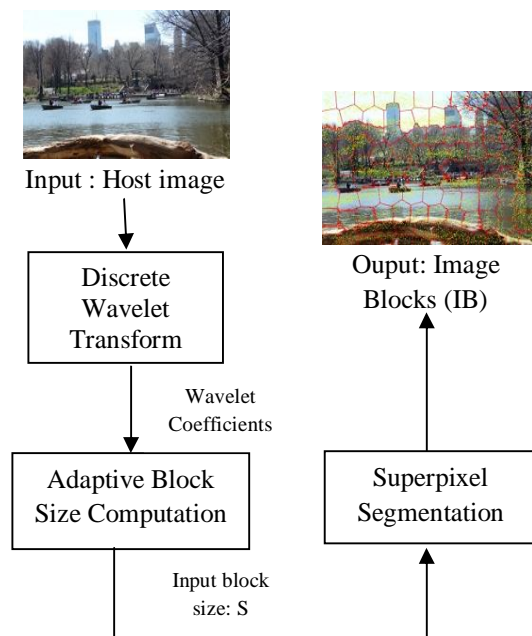 Input : Host image
Discrete
Wavelet
Transform
Wavelet
Coefficients
Adaptive Block
Size Computation
Input block
size: S
Superpixel
Segmentation
Ouput: Image
Blocks (IB)